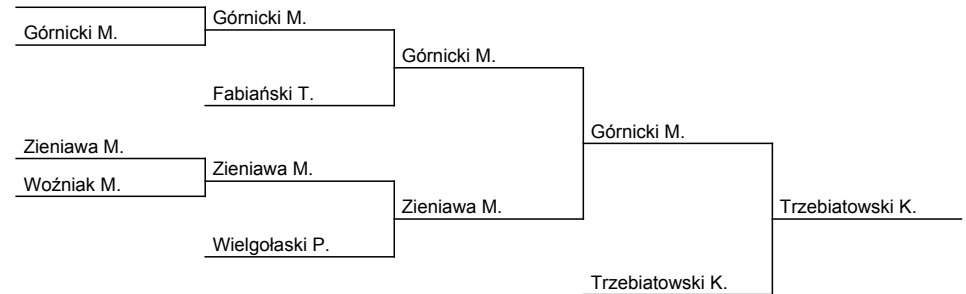 Górnicki M.
Górnicki M.
Górnicki M.
Fabiański T.
Górnicki M.
Zieniawa M.
Zieniawa M.
Woźniak M.
Zieniawa M.
Trzebiatowski K.
Wielgołaski P.
Trzebiatowski K.